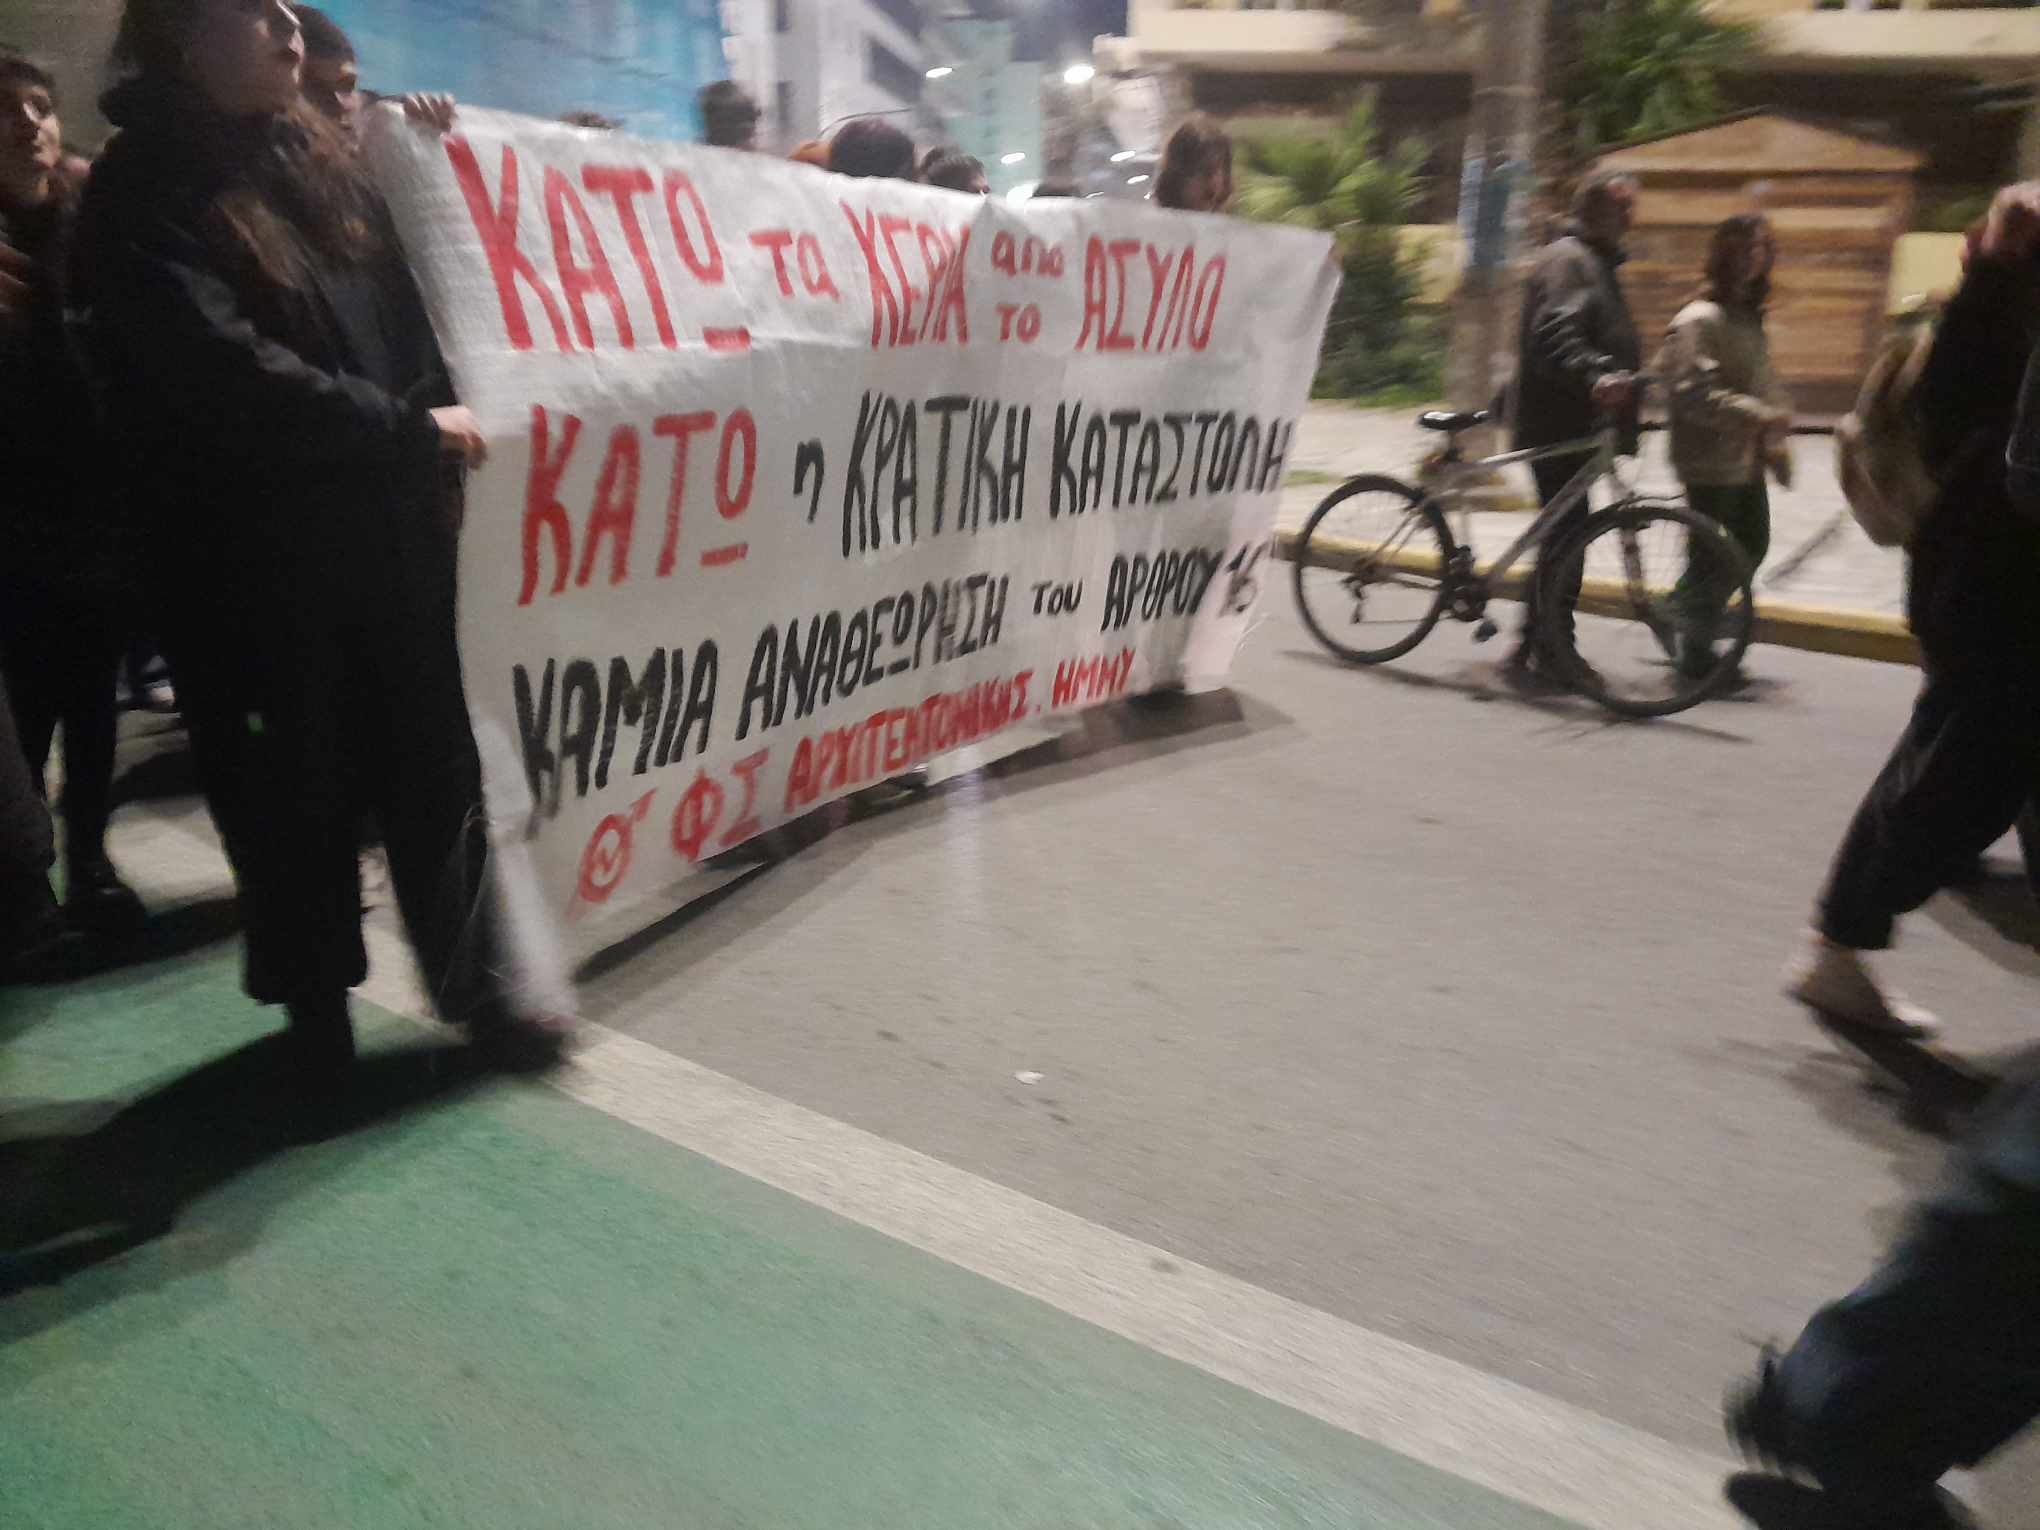 ΚΑΤΩ τα ΧΕΡΙΑ απο το ΑΣΥΛΟ
ΚΑΤΩ η ΚΡΑΤΙΚΗ ΚΑΤΑΣΤΟΛΗ
ΚΑΜΙΑ ΑΝΑΘΕΩΡΗΣΗ του ΑΡΘΡΟΥ 16
ΦΣ ΑΡΧΙΤΕΚΤΟΝΙΚΗΣ. ΗΜΜΥ